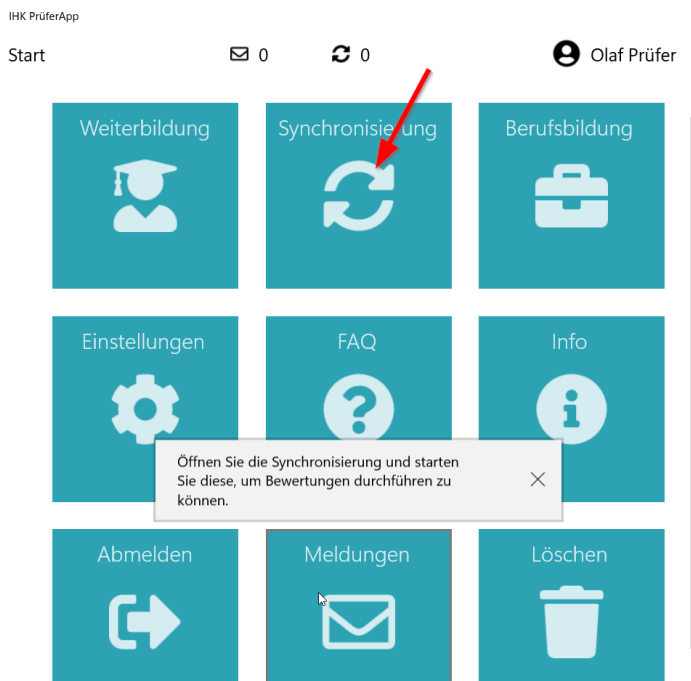 IHK PrüferApp
Start
0
0
Olaf Prüfer
Weiterbildung
Synchronisierung
Berufsbildung
Einstellungen
FAQ
Info
Öffnen Sie die Synchronisierung und starten
Sie diese, um Bewertungen durchführen zu
können.
Abmelden
Meldungen
Löschen